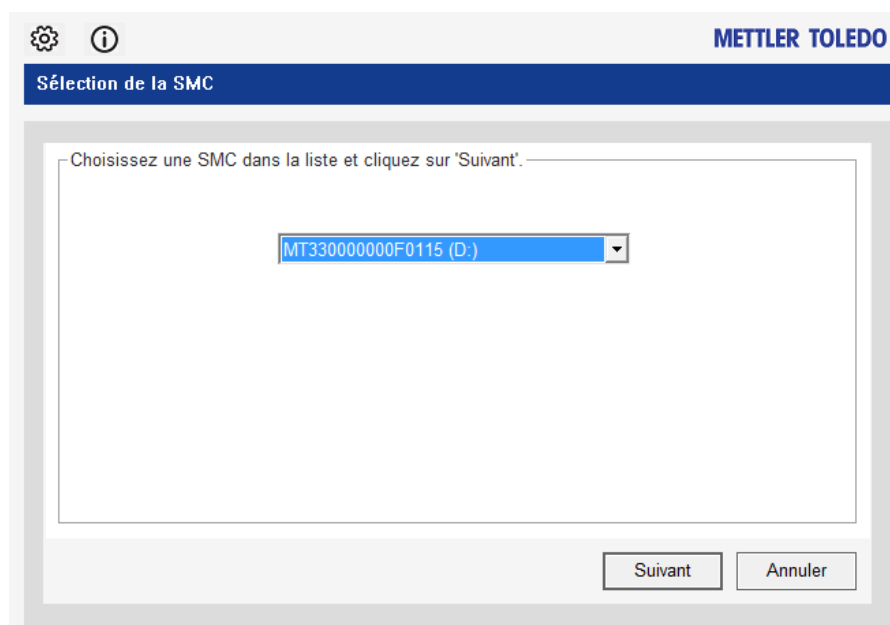 METTLER TOLEDO
Sélection de la SMC
Choisissez une SMC dans la liste et cliquez sur 'Suivant'.
MT330000000F0115 (D:)
Suivant
Annuler